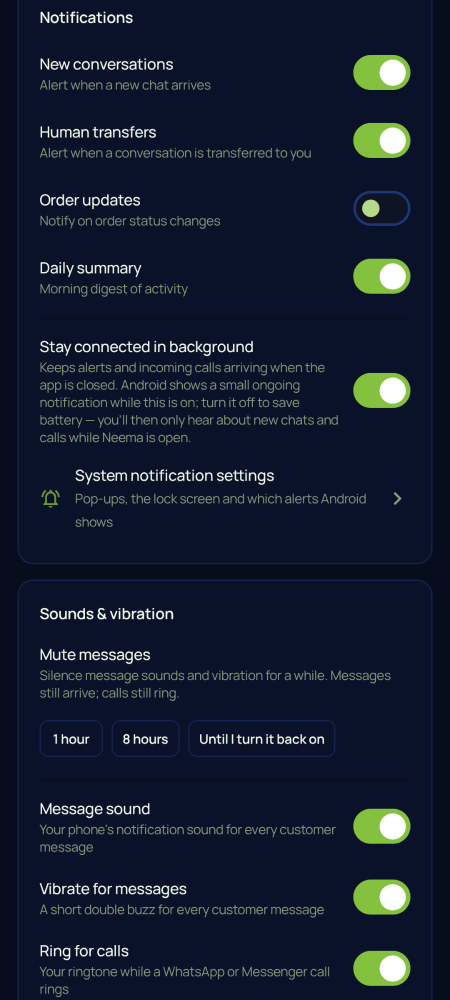 Notifications
New conversations
Alert when a new chat arrives
Human transfers
Alert when a conversation is transferred to you
Order updates
Notify on order status changes
Daily summary
Morning digest of activity
Stay connected in background
Keeps alerts and incoming calls arriving when the
app is closed. Android shows a small ongoing
notification while this is on; turn it off to save
battery — you'll then only hear about new chats and
calls while Neema is open.
System notification settings
Pop-ups, the lock screen and which alerts Android
shows
Sounds & vibration
Mute messages
Silence message sounds and vibration for a while. Messages
still arrive; calls still ring.
1 hour
8 hours
Until I turn it back on
Message sound
Your phone's notification sound for every customer
message
Vibrate for messages
A short double buzz for every customer message
Ring for calls
Your ringtone while a WhatsApp or Messenger call
rings